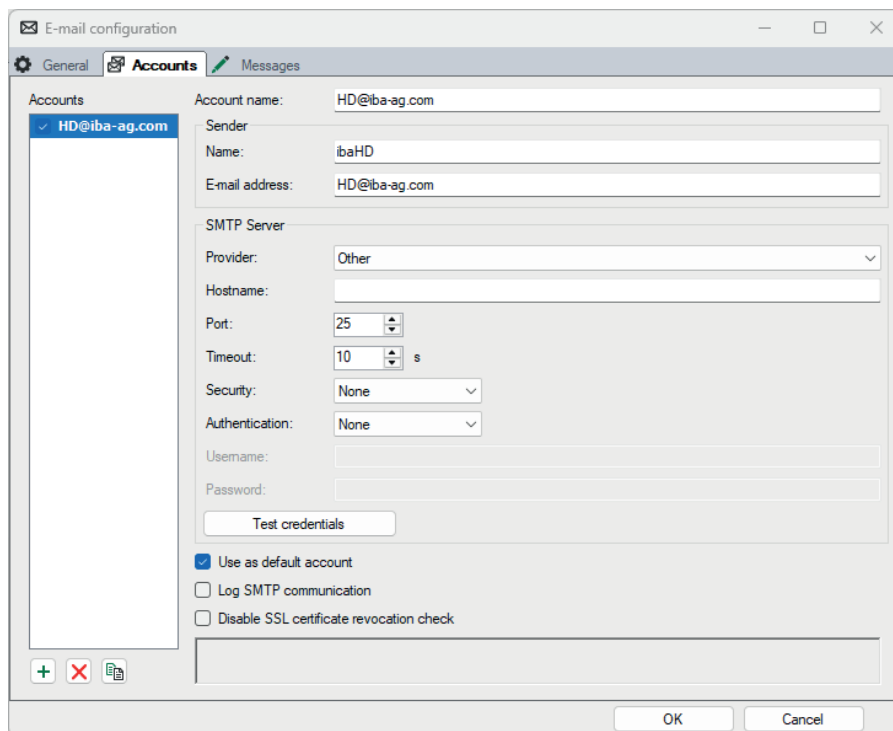 E-mail configuration
General Accounts Messages
Accounts
HD@iba-ag.com
Account name: HD@iba-ag.com
Sender
Name: ibaHD
E-mail address: HD@iba-ag.com
SMTP Server
Provider: Other
Hostname:
Port: 25
Timeout: 10 s
Security: None
Authentication: None
Username:
Password:
Test credentials
Use as default account
Log SMTP communication
Disable SSL certificate revocation check
OK Cancel